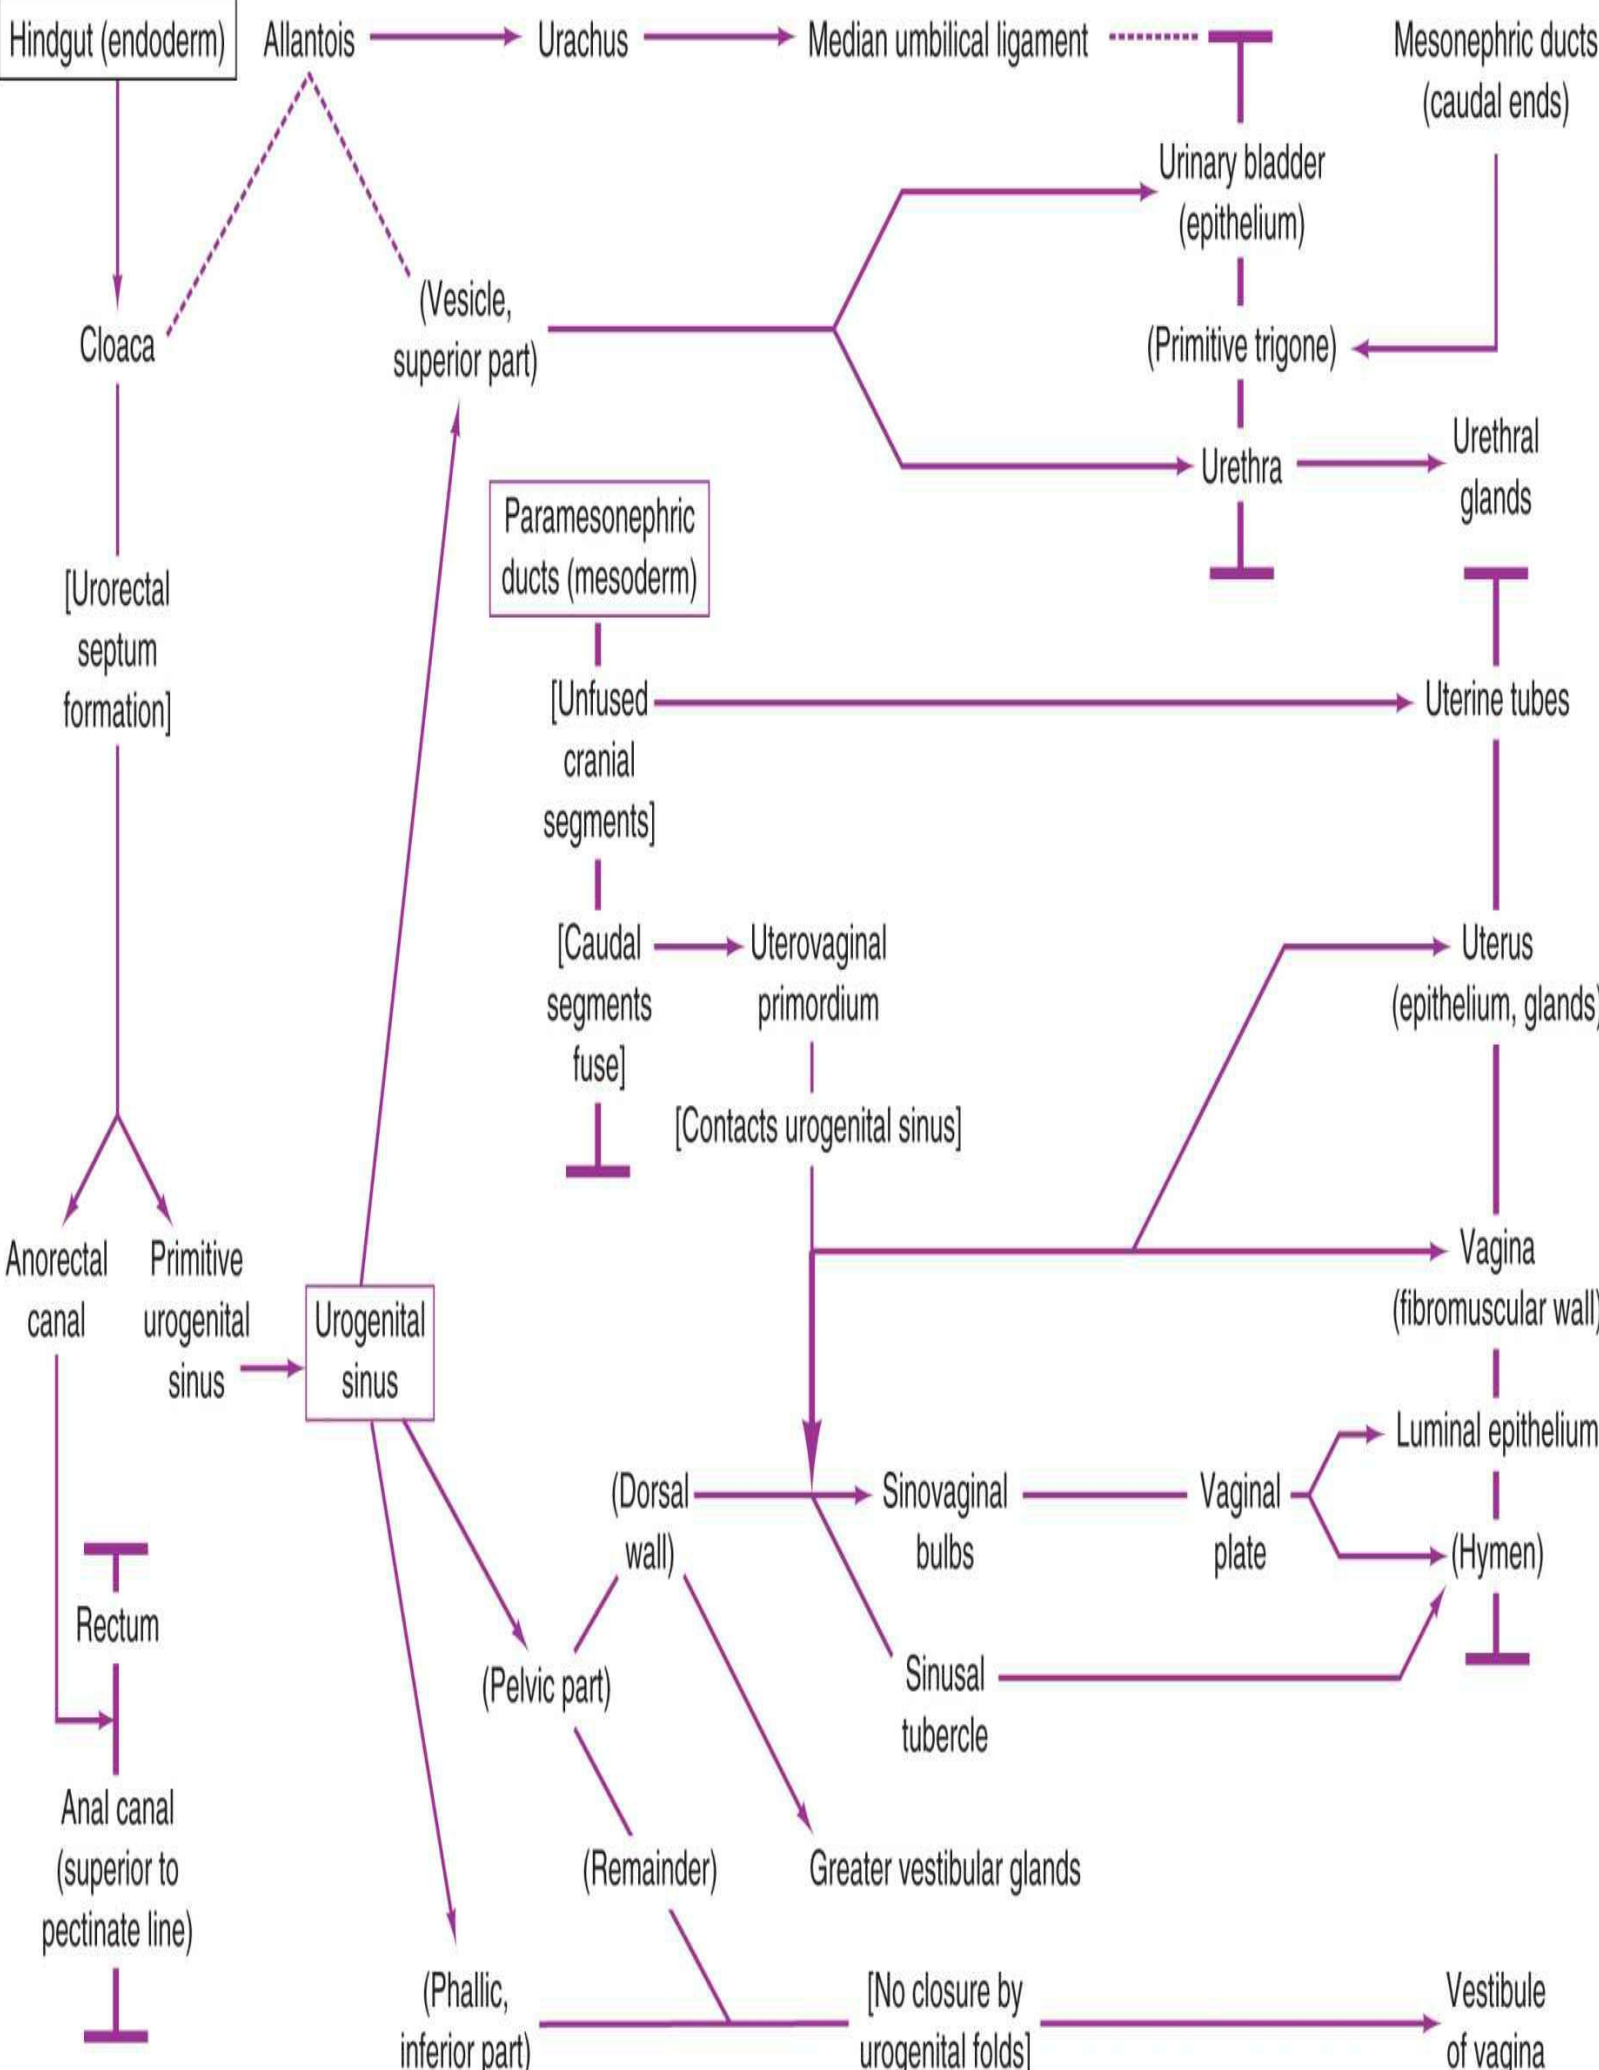 Hindgut (endoderm)
Allantois
Urachus
Median umbilical ligament
Mesonephric ducts
(caudal ends)
Urinary bladder
(epithelium)
(Vesicle,
superior part)
Cloaca
(Primitive trigone)
Urethra
Urethral
glands
Paramesonephric
ducts (mesoderm)
[Urorectal
septum
formation]
[Unfused
cranial
segments]
Uterine tubes
[Caudal
segments
fuse]
Uterovaginal
primordium
Uterus
(epithelium, glands)
[Contacts urogenital sinus]
Anorectal
canal
Primitive
urogenital
sinus
Urogenital
sinus
Vagina
(fibromuscular wall)
Luminal epithelium
(Dorsal
wall)
Sinovaginal
bulbs
Vaginal
plate
(Hymen)
Rectum
(Pelvic part)
Sinusal
tubercle
Anal canal
(superior to
pectinate line)
(Remainder)
Greater vestibular glands
(Phallic,
inferior part)
[No closure by
urogenital folds]
Vestibule
of vagina